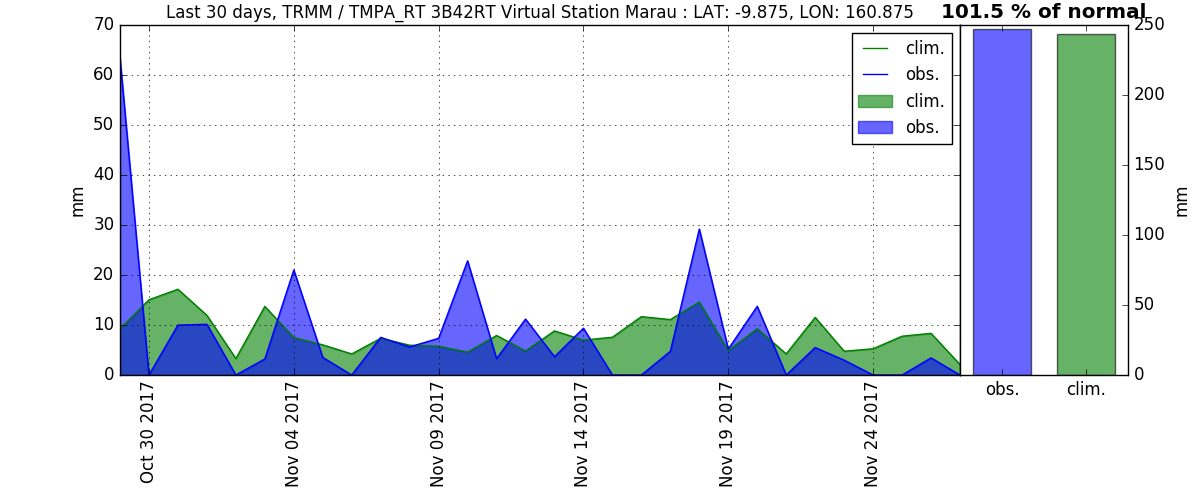 Last 30 days, TRMM / TMPA_RT 3B42RT Virtual Station Marau : LAT: -9.875, LON: 160.875
101.5 % of normal
70
60
50
40
30
20
10
0
mm
clim.
obs.
clim.
obs.
250
200
150
100
50
0
mm
Oct 30 2017
Nov 04 2017
Nov 09 2017
Nov 14 2017
Nov 19 2017
Nov 24 2017
obs.
clim.